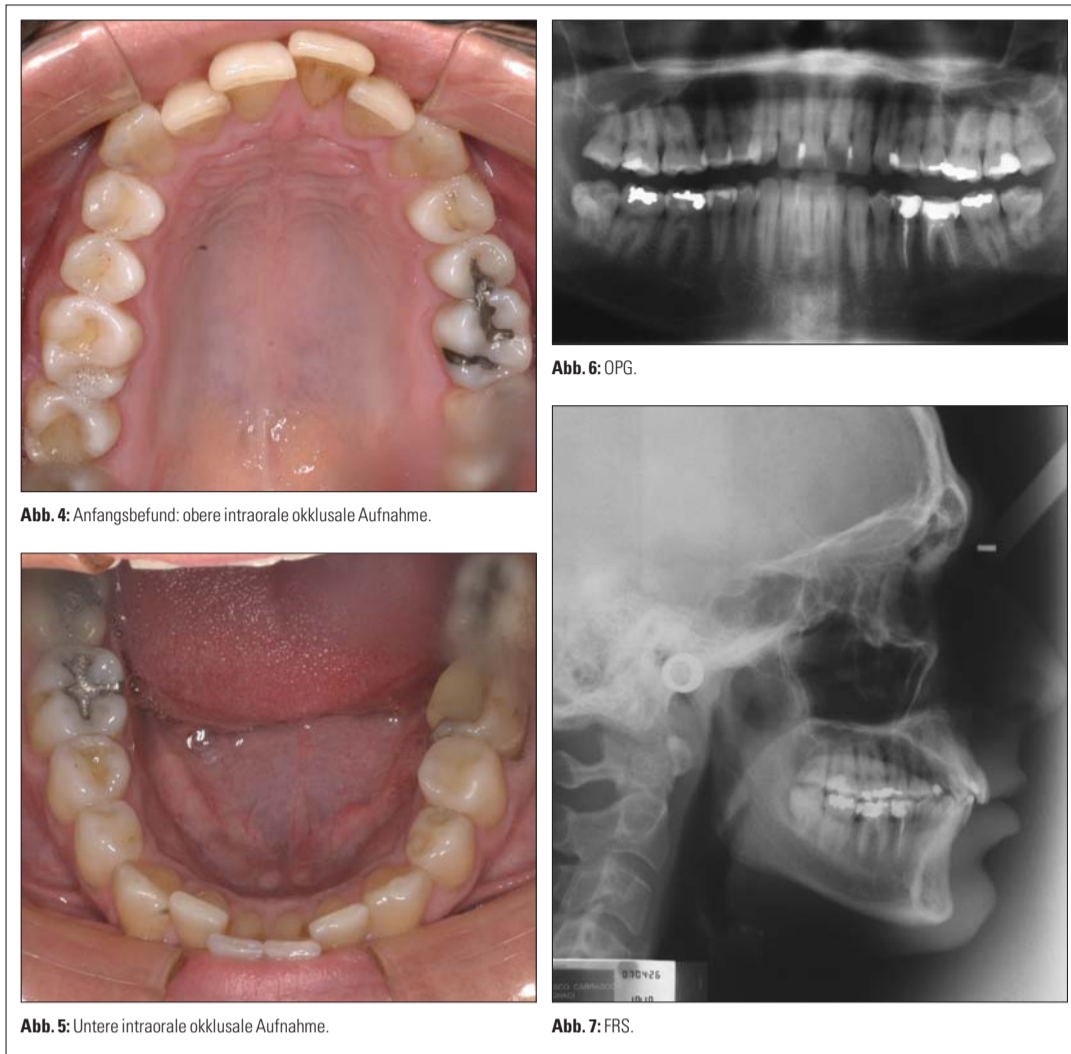 Abb. 4: Anfangsbefund: obere intraorale okklusale Aufnahme.
Abb. 5: Untere intraorale okklusale Aufnahme.
Abb. 6: OPG.
070426
Abb. 7: FRS.